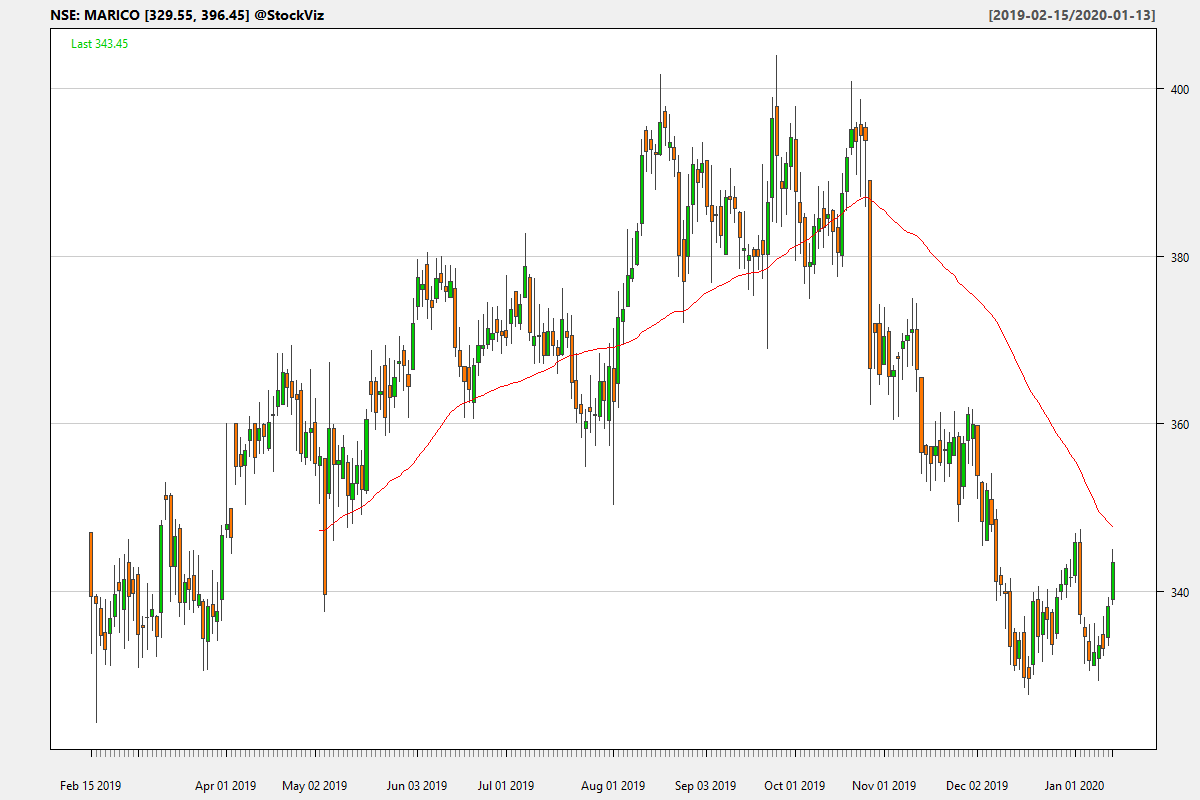 NSE: MARICO [329.55, 396.45] @StockViz [2019-02-15/2020-01-13]
Last 343.45
400
380
360
340
Feb 15 2019 Apr 01 2019 May 02 2019 Jun 03 2019 Jul 01 2019 Aug 01 2019 Sep 03 2019 Oct 01 2019 Nov 01 2019 Dec 02 2019 Jan 01 2020